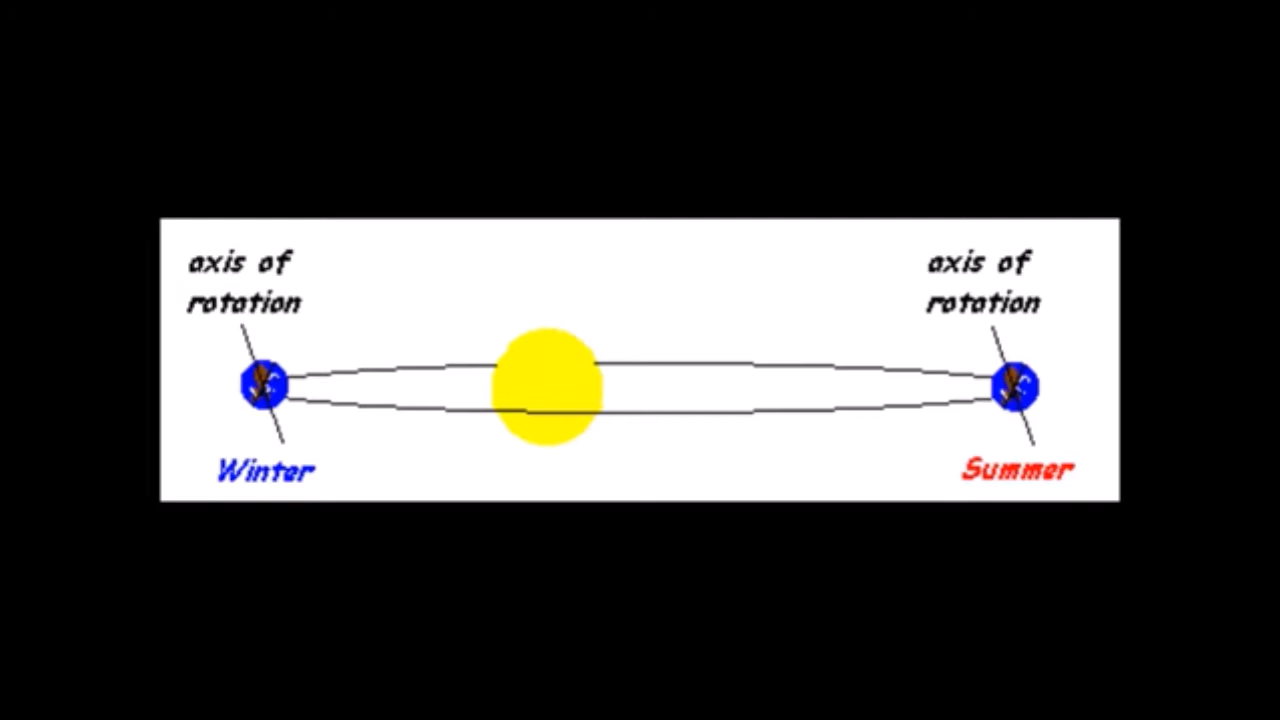 axis of
rotation
axis of
rotation
Winter
Summer